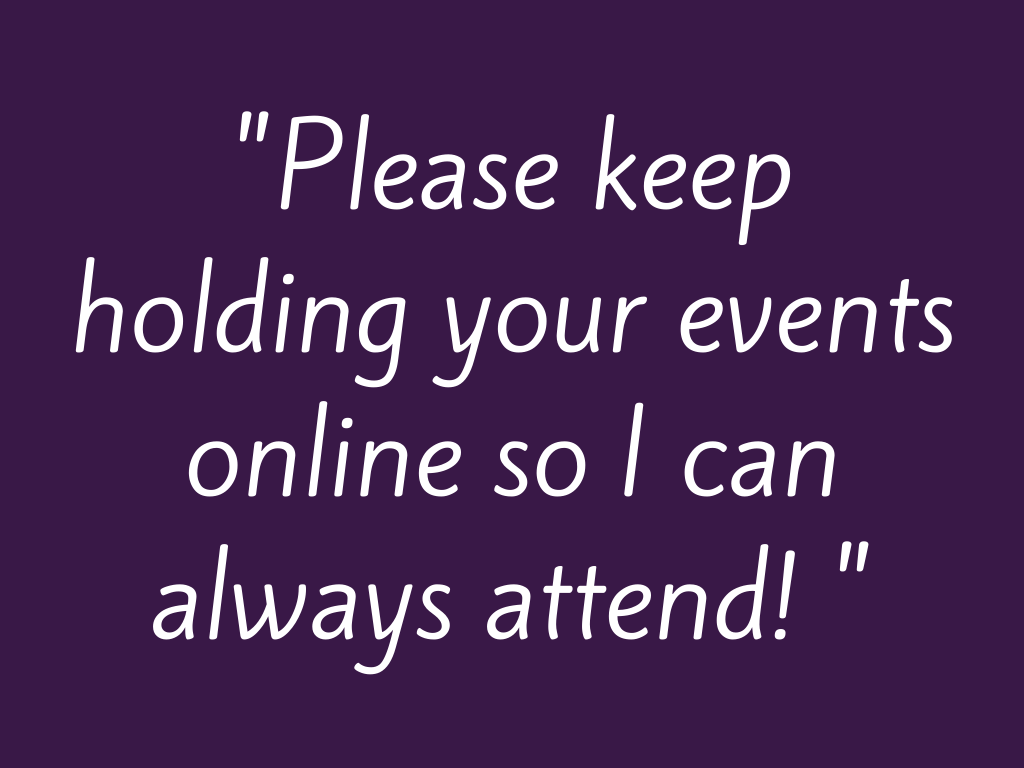 "Please keep
holding your events
online so I can
always attend! "